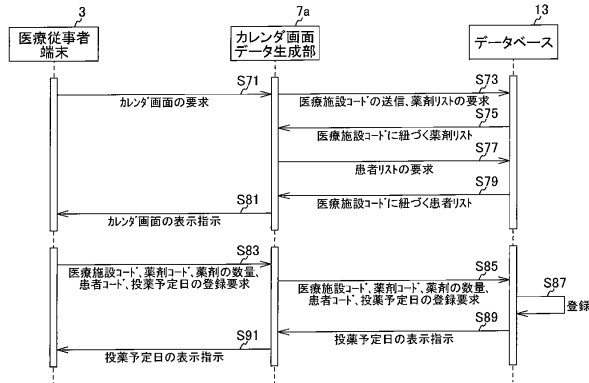 3
7a
13
医療従事者
端末
カレンダ画面
データ生成部
データベース
S71
カレンダ画面の要求
S73
医療施設コードの送信、薬剤リストの要求
S75
医療施設コードに紐づく薬剤リスト
S77
患者リストの要求
S79
医療施設コードに紐づく患者リスト
S81
カレンダ画面の表示指示
S83
医療施設コード、薬剤コード、薬剤の数量、
患者コード、投薬予定日の登録要求
S85
医療施設コード、薬剤コード、薬剤の数量、
患者コード、投薬予定日の登録要求
S87
登録
S89
投薬予定日の表示指示
S91
投薬予定日の表示指示